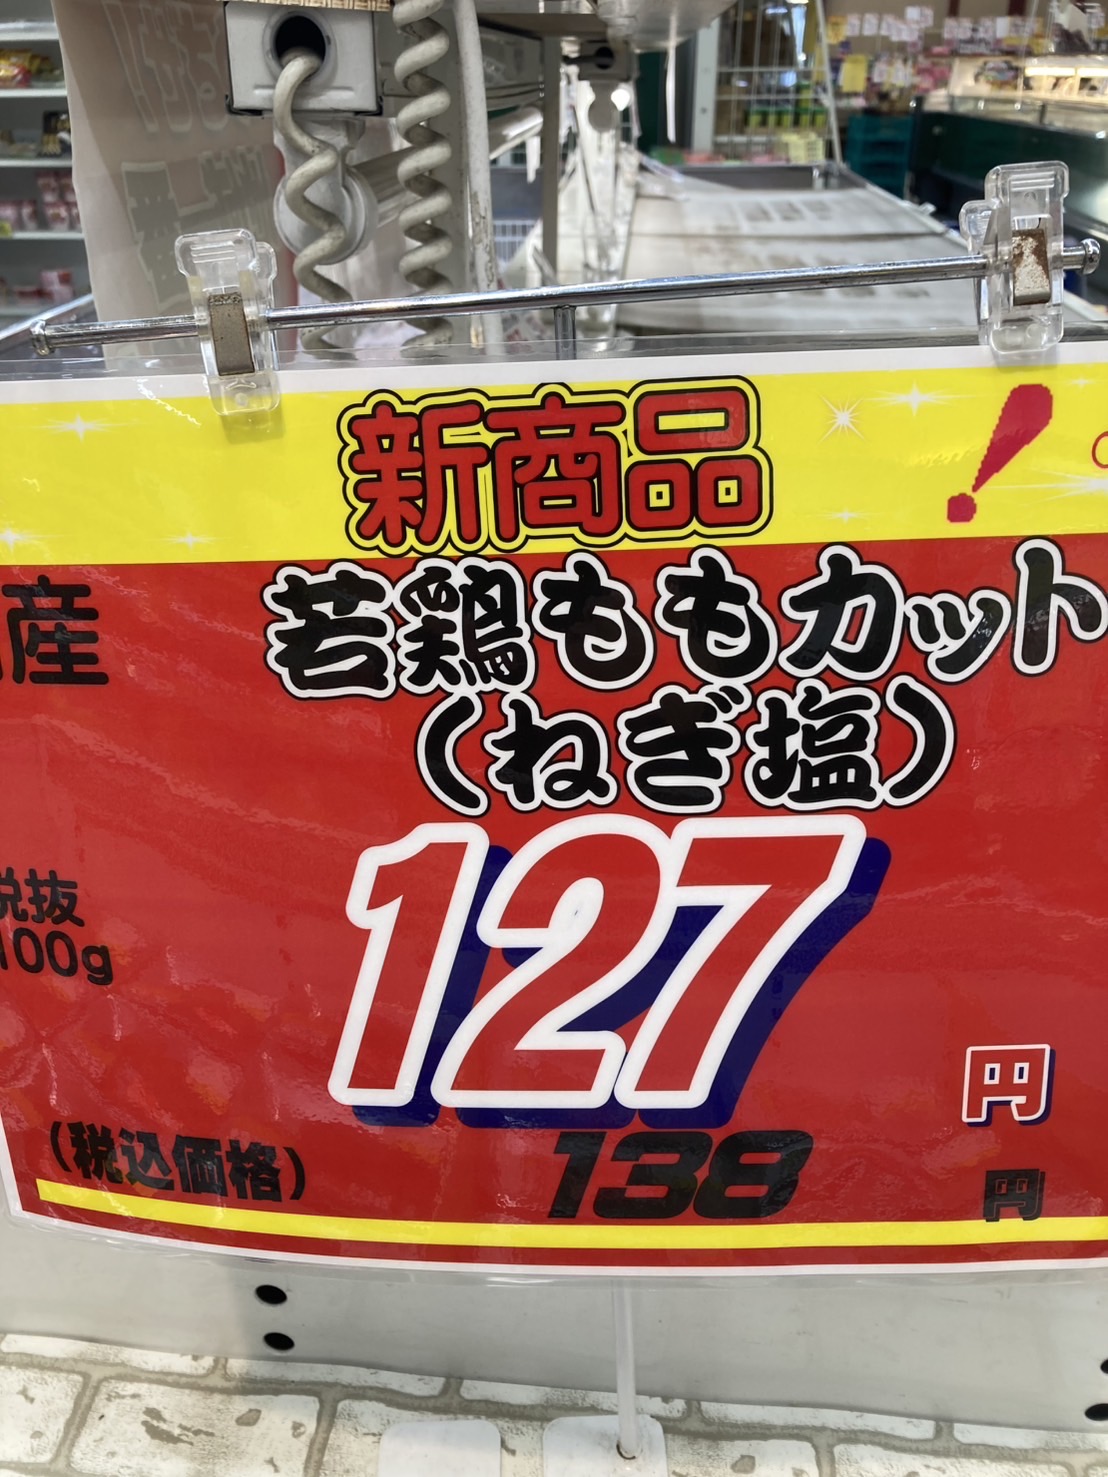 新商品!
産
若鶏ももカット
(ねぎ塩)
税抜
100g
127
円
(税込価格)
138
円